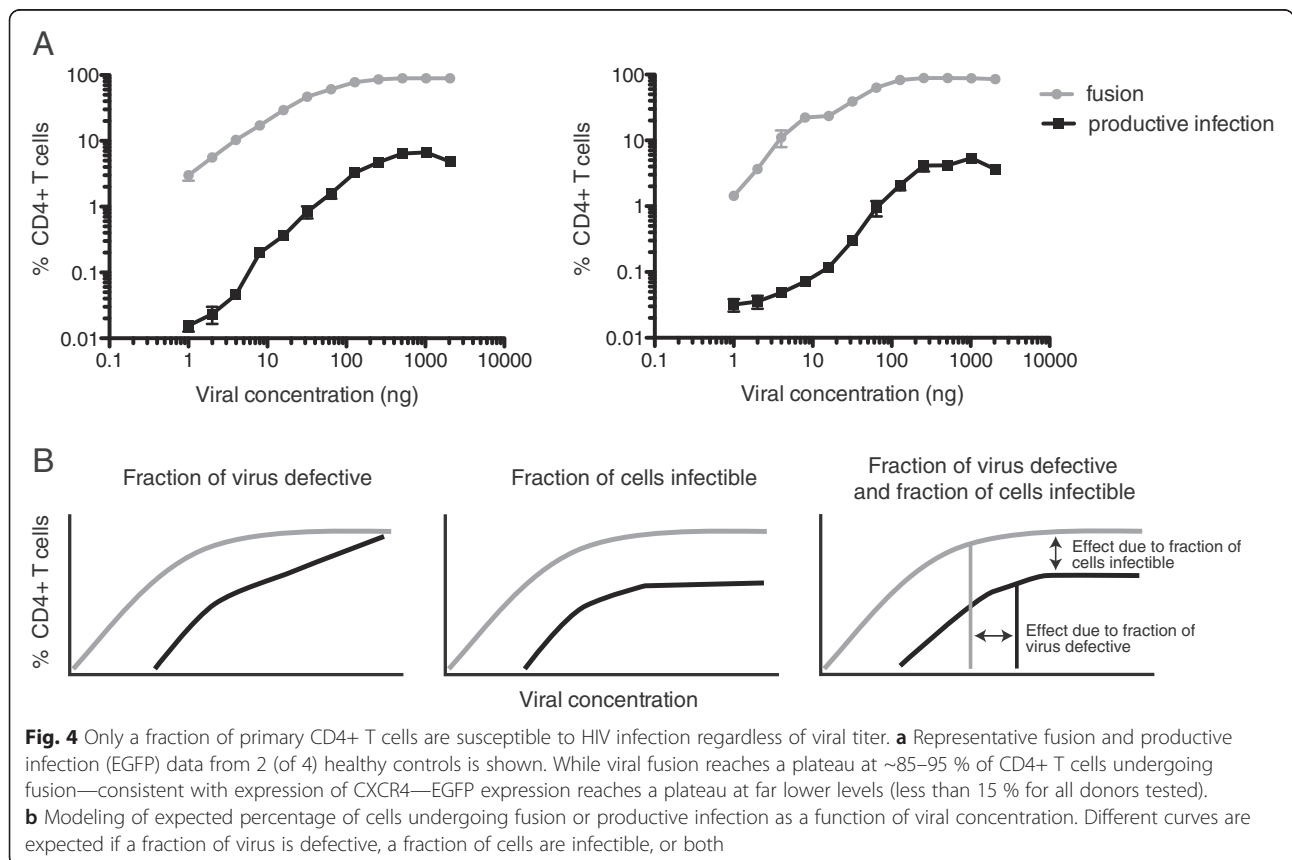 A
% CD4+ T cells
100
10
1
0.1
0.01
0.1
1
10
100
1000
10000
Viral concentration (ng)
% CD4+ T cells
100
10
1
0.1
0.01
0.1
1
10
100
1000
10000
Viral concentration (ng)
fusion
productive infection
B
Fraction of virus defective
Fraction of cells infectible
Fraction of virus defective
and fraction of cells infectible
% CD4+ T cells
Effect due to fraction of
cells infectible
Effect due to fraction of
virus defective
Viral concentration
Fig. 4 Only a fraction of primary CD4+ T cells are susceptible to HIV infection regardless of viral titer. a Representative fusion and productive
infection (EGFP) data from 2 (of 4) healthy controls is shown. While viral fusion reaches a plateau at ~85–95 % of CD4+ T cells undergoing
fusion—consistent with expression of CXCR4—EGFP expression reaches a plateau at far lower levels (less than 15 % for all donors tested).
b Modeling of expected percentage of cells undergoing fusion or productive infection as a function of viral concentration. Different curves are
expected if a fraction of virus is defective, a fraction of cells are infectible, or both